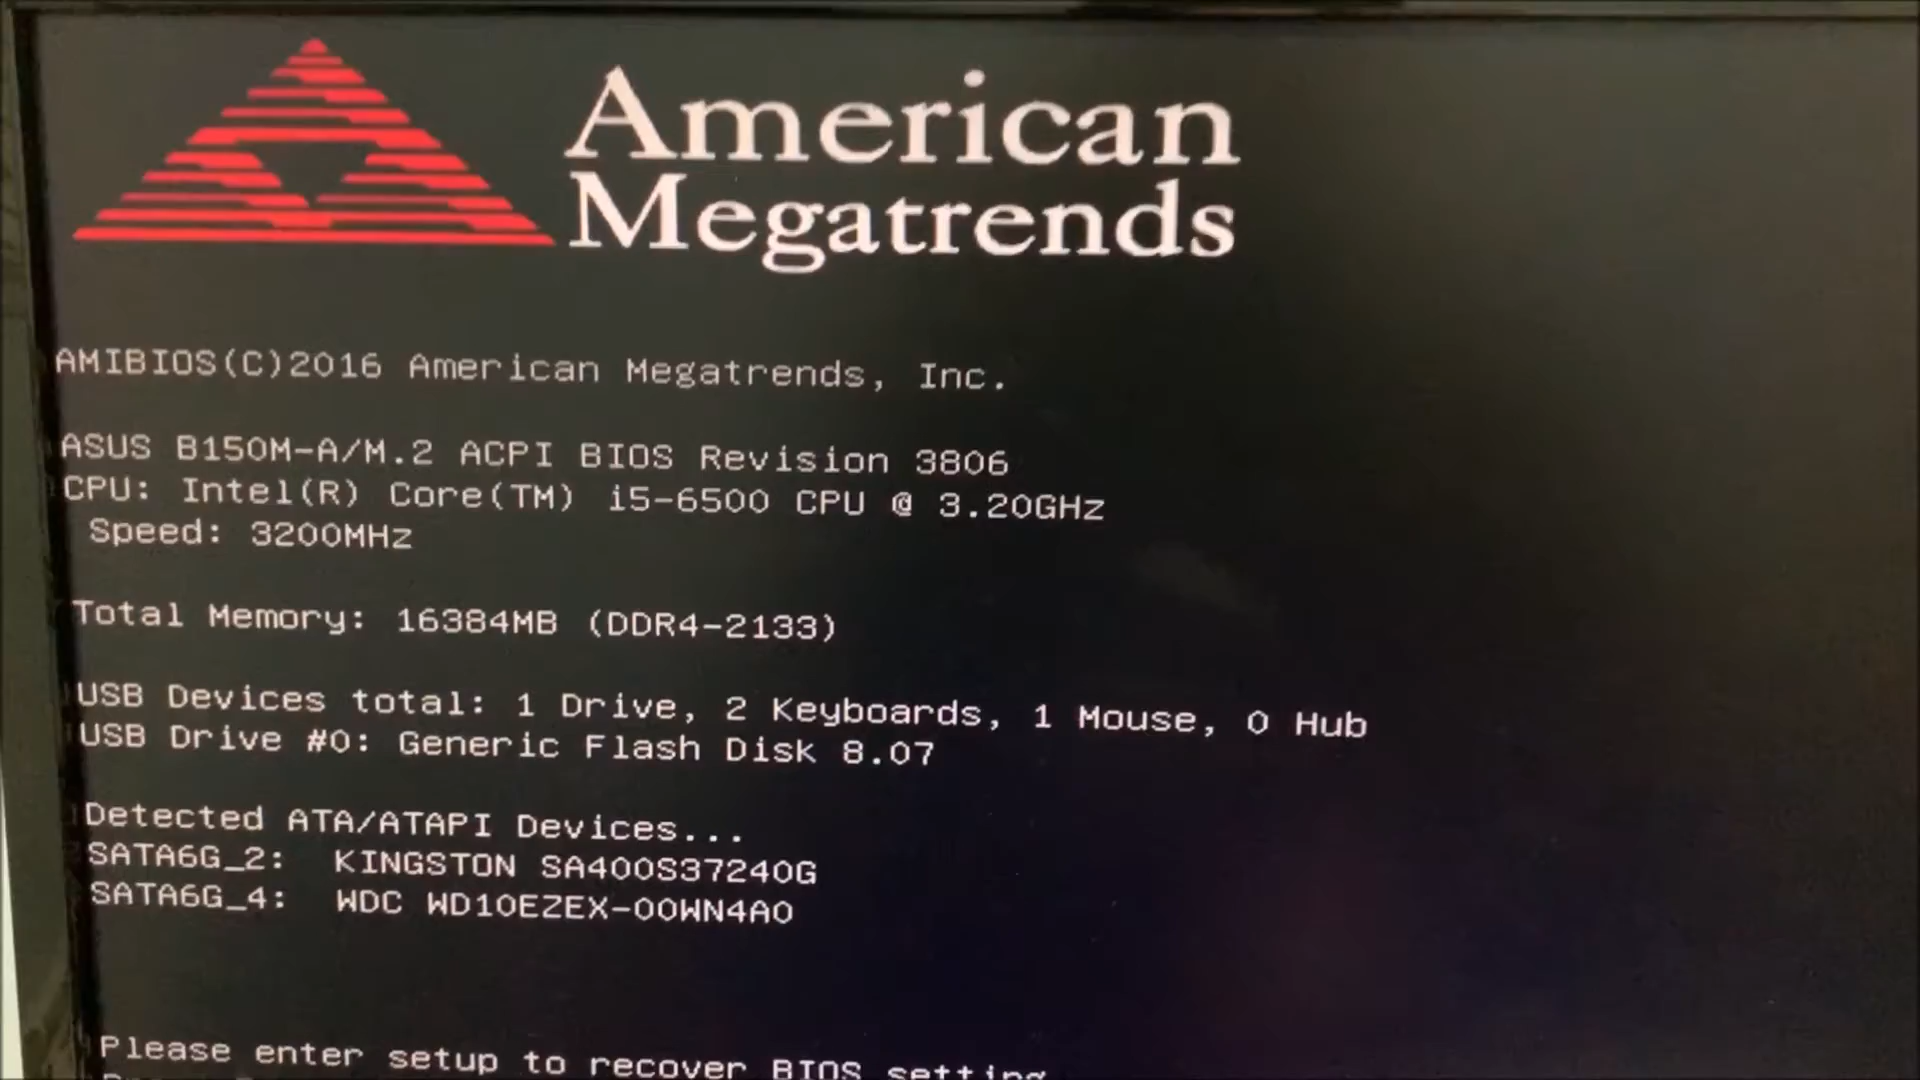 American
Megatrends
AMIBIOS(C)2016 American Megatrends, Inc.
ASUS B150M-A/M.2 ACPI BIOS Revision 3806
CPU: Intel(R) Core(TM) i5-6500 CPU @ 3.20GHz
Speed: 3200MHz
Total Memory: 16384MB (DDR4-2133)
USB Devices total: 1 Drive, 2 Keyboards, 1 Mouse, 0 Hub
USB Drive #0: Generic Flash Disk 8.07
Detected ATA/ATAPI Devices...
SATA6G_2: KINGSTON SA400S37240G
SATA6G_4: WDC WD10EZEX-00WN4A0
Please enter setup to recover BIOS setting